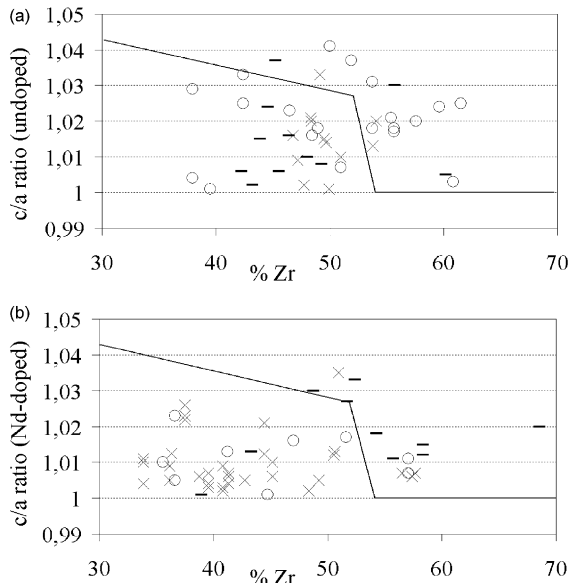 (a)
c/a ratio (undoped)
1,05
1,04
1,03
1,02
1,01
1
0,99
30 40 50 60 70
% Zr
(b)
c/a ratio (Nd-doped)
1,05
1,04
1,03
1,02
1,01
1
0,99
30 40 50 60 70
% Zr